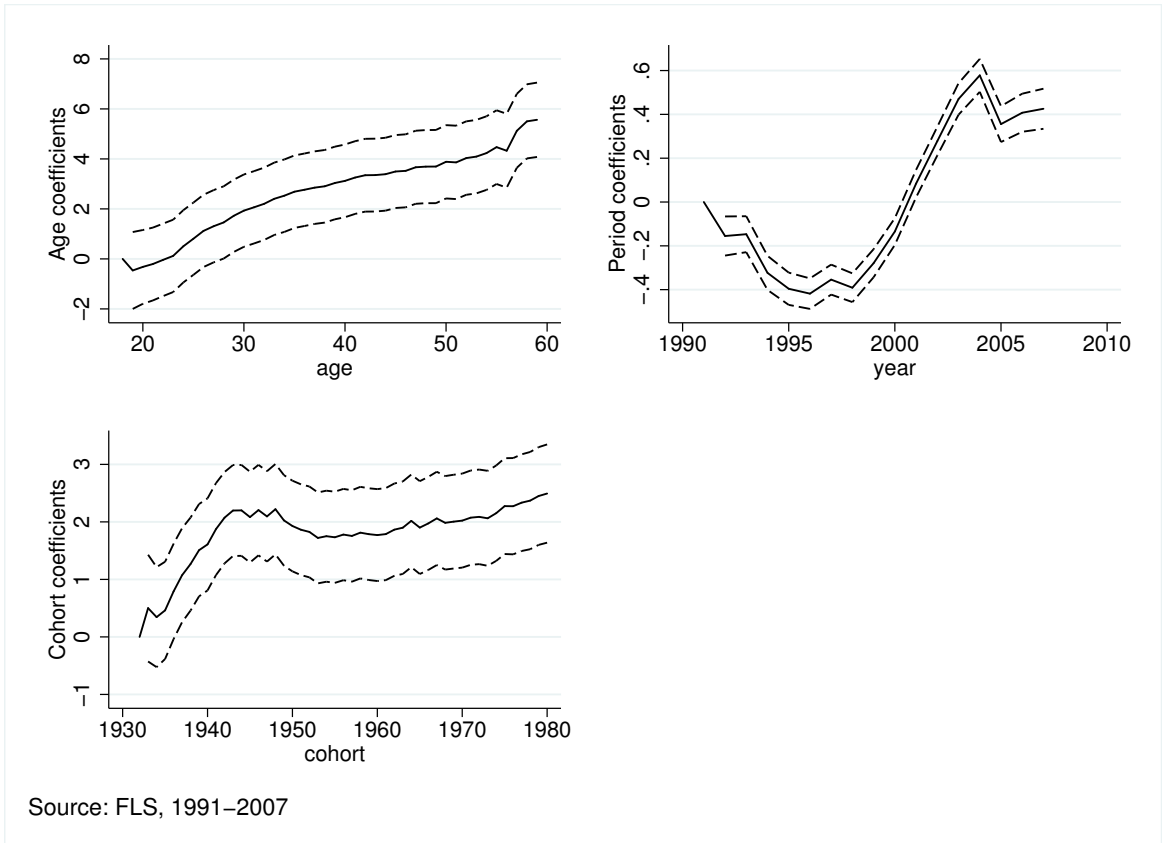 Age coefficients
8
6
4
2
0
−2
20 30 40 50 60
age
Period coefficients
.6
.4
.2
0
−.2
−.4
1990 1995 2000 2005 2010
year
Cohort coefficients
3
2
1
0
−1
1930 1940 1950 1960 1970 1980
cohort
Source: FLS, 1991−2007